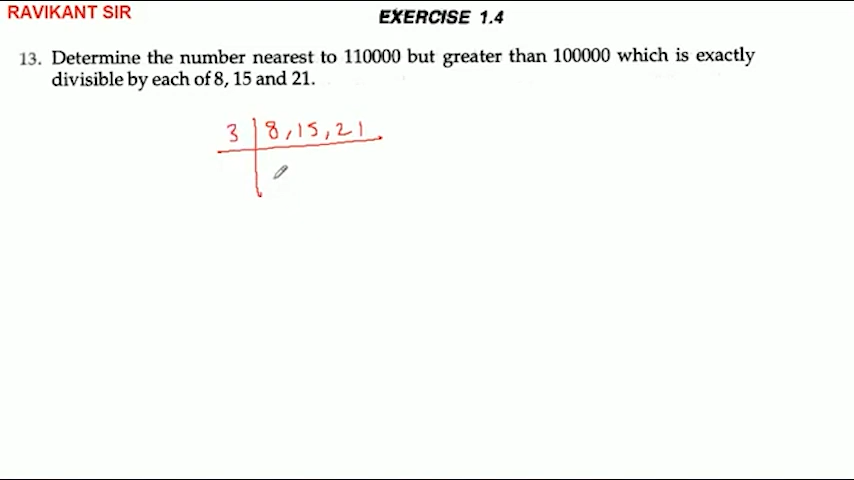 RAVIKANT SIR
EXERCISE 1.4
13. Determine the number nearest to 110000 but greater than 100000 which is exactly
divisible by each of 8, 15 and 21.
3 | 8, 15, 21